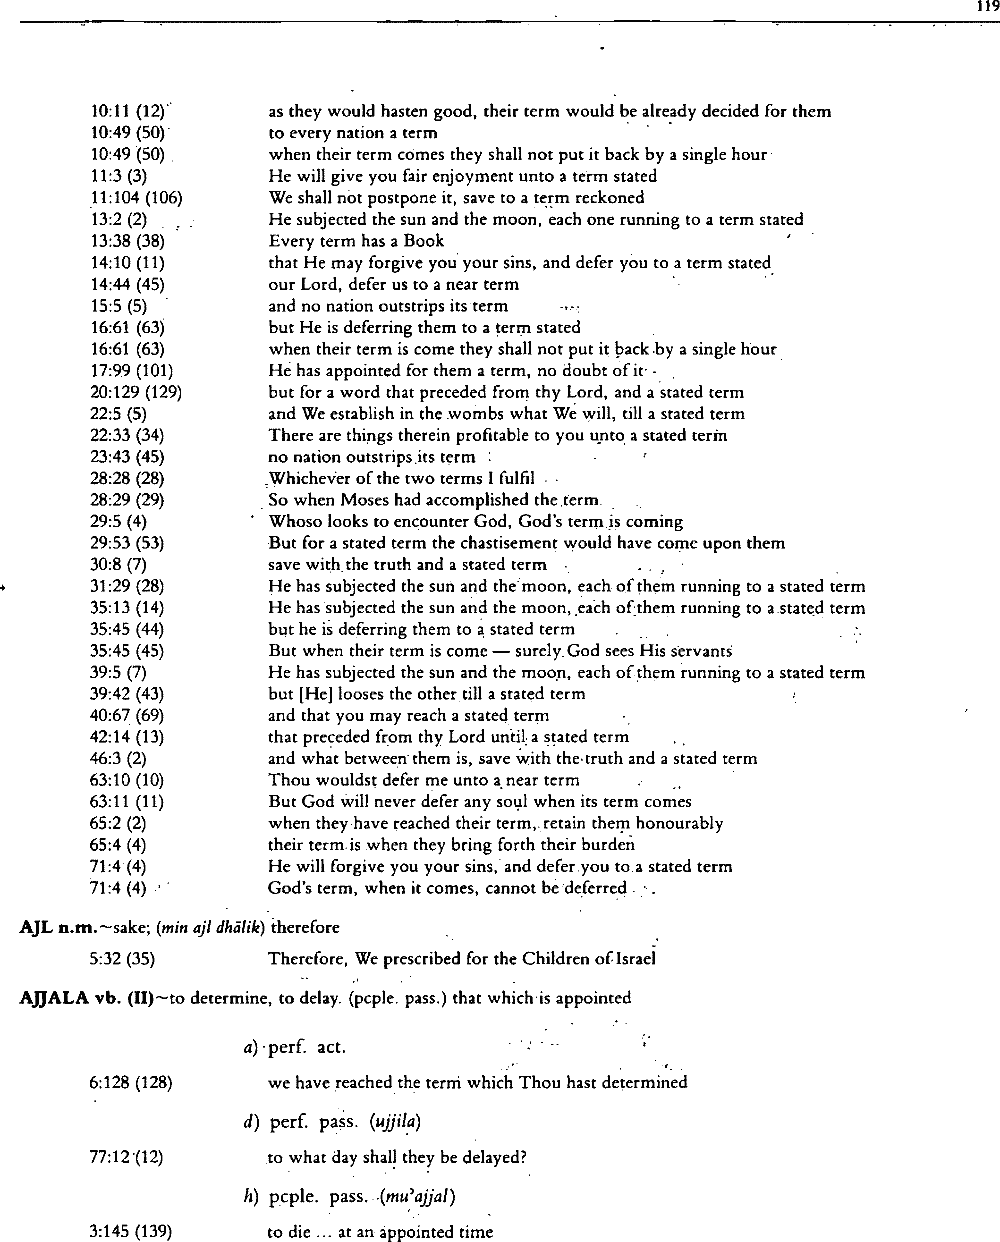 119
10:11 (12) as they would hasten good, their term would be already decided for them
10:49 (50) to every nation a term
10:49 (50) when their term comes they shall not put it back by a single hour
11:3 (3) He will give you fair enjoyment unto a term stated
11:104 (106) We shall not postpone it, save to a term reckoned
13:2 (2) He subjected the sun and the moon, each one running to a term stated
13:38 (38) Every term has a Book
14:10 (11) that He may forgive you your sins, and defer you to a term stated
14:44 (45) our Lord, defer us to a near term
15:5 (5) and no nation outstrips its term
16:61 (63) but He is deferring them to a term stated
16:61 (63) when their term is come they shall not put it back by a single hour
17:99 (101) He has appointed for them a term, no doubt of it
20:129 (129) but for a word that preceded from thy Lord, and a stated term
22:5 (5) and We establish in the wombs what We will, till a stated term
22:33 (34) There are things therein profitable to you unto a stated term
23:43 (45) no nation outstrips its term
28:28 (28) Whichever of the two terms I fulfil
28:29 (29) So when Moses had accomplished the term
29:5 (4) Whoso looks to encounter God, God's term is coming
29:53 (53) But for a stated term the chastisement would have come upon them
30:8 (7) save with the truth and a stated term
31:29 (28) He has subjected the sun and the moon, each of them running to a stated term
35:13 (14) He has subjected the sun and the moon, each of them running to a stated term
35:45 (44) but he is deferring them to a stated term
35:45 (45) But when their term is come — surely God sees His servants
39:5 (7) He has subjected the sun and the moon, each of them running to a stated term
39:42 (43) but [He] looses the other till a stated term
40:67 (69) and that you may reach a stated term
42:14 (13) that preceded from thy Lord until a stated term
46:3 (2) and what between them is, save with the truth and a stated term
63:10 (10) Thou wouldst defer me unto a near term
63:11 (11) But God will never defer any soul when its term comes
65:2 (2) when they have reached their term, retain them honourably
65:4 (4) their term is when they bring forth their burden
71:4 (4) He will forgive you your sins, and defer you to a stated term
71:4 (4) God's term, when it comes, cannot be deferred
AJL n.m.~sake; (min ajl dhālik) therefore
5:32 (35) Therefore, We prescribed for the Children of Israel
AJJALA vb. (II)~to determine, to delay. (pcple. pass.) that which is appointed
a) perf. act.
6:128 (128) we have reached the term which Thou hast determined
d) perf. pass. (ujjila)
77:12 (12) to what day shall they be delayed?
h) pcple. pass. (mu'ajjal)
3:145 (139) to die ... at an appointed time